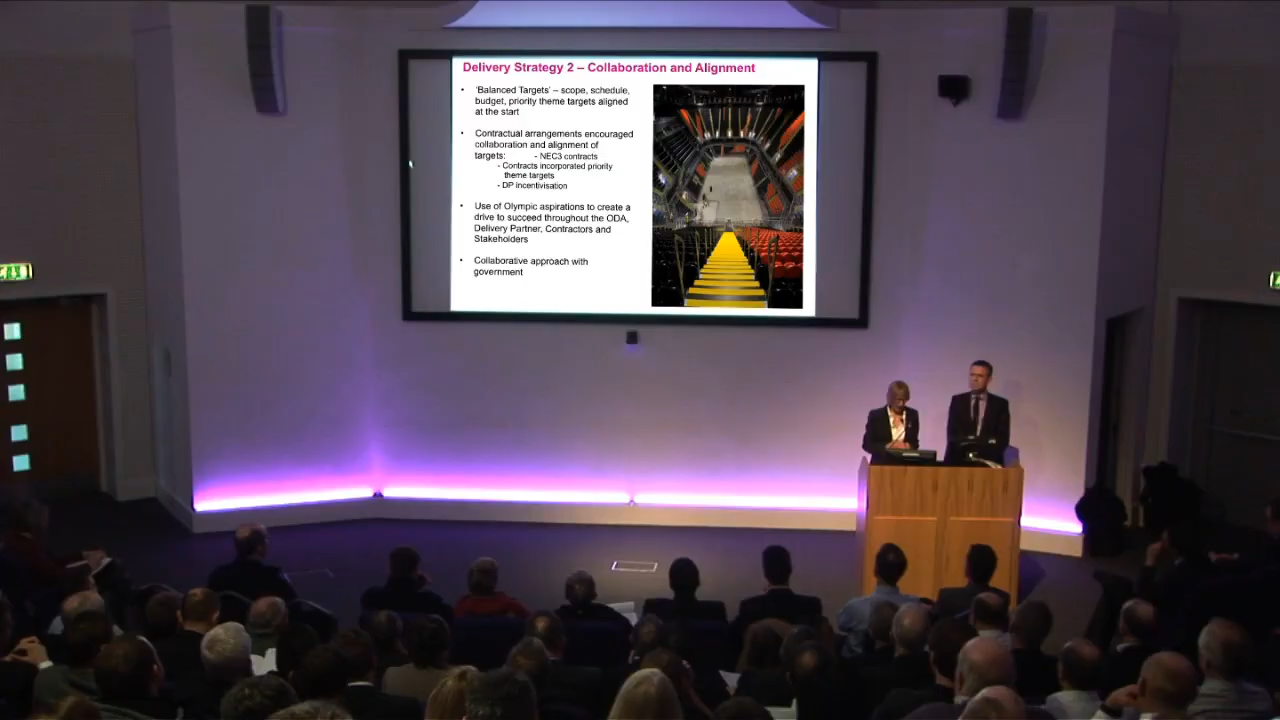 Delivery Strategy 2 – Collaboration and Alignment
• 'Balanced Targets' – scope, schedule,
budget, priority theme targets aligned
at the start
• Contractual arrangements encouraged
collaboration and alignment of
targets: - NEC3 contracts
- Contracts incorporated priority
theme targets
- DP incentivisation
• Use of Olympic aspirations to create a
drive to succeed throughout the ODA,
Delivery Partner, Contractors and
Stakeholders
• Collaborative approach with
government